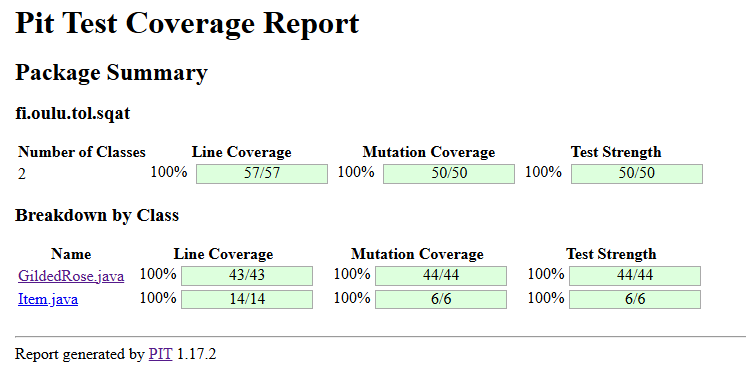 Pit Test Coverage Report
Package Summary
fi.oulu.tol.sqat
Number of Classes Line Coverage Mutation Coverage Test Strength
2 100% 57/57 100% 50/50 100% 50/50
Breakdown by Class
Name Line Coverage Mutation Coverage Test Strength
GildedRose.java 100% 43/43 100% 44/44 100% 44/44
Item.java 100% 14/14 100% 6/6 100% 6/6
Report generated by PIT 1.17.2